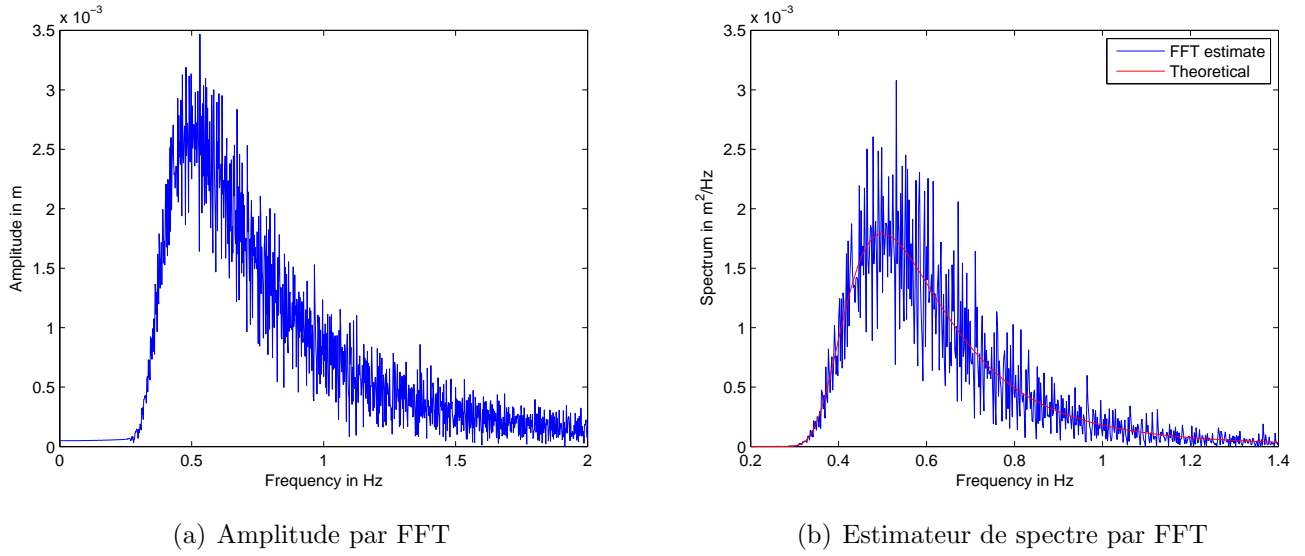 x 10⁻³
3.5
3
2.5
2
1.5
1
0.5
0
Amplitude in m
0 0.5 1 1.5 2
Frequency in Hz
(a) Amplitude par FFT
x 10⁻³
3.5
3
2.5
2
1.5
1
0.5
0
Spectrum in m²/Hz
FFT estimate
Theoretical
0.2 0.4 0.6 0.8 1 1.2 1.4
Frequency in Hz
(b) Estimateur de spectre par FFT